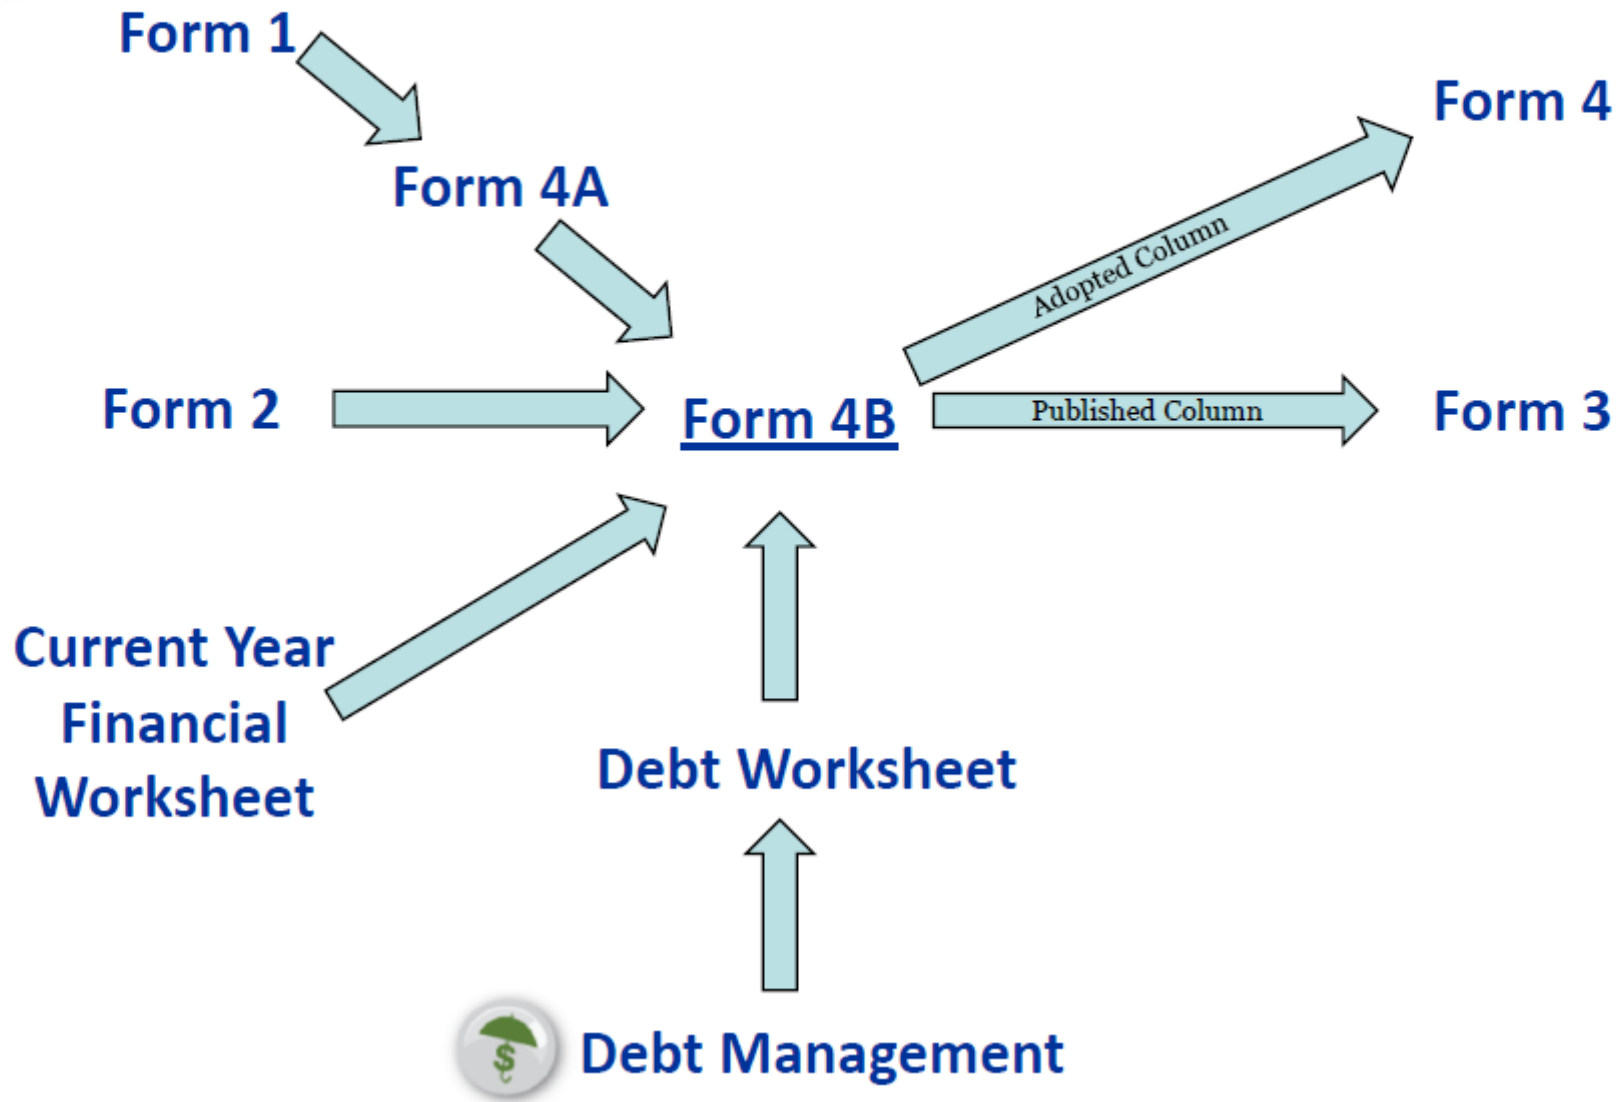 Form 1
Form 4
Form 4A
Adopted Column
Form 2
Form 4B
Published Column
Form 3
Current Year
Financial
Worksheet
Debt Worksheet
$
Debt Management